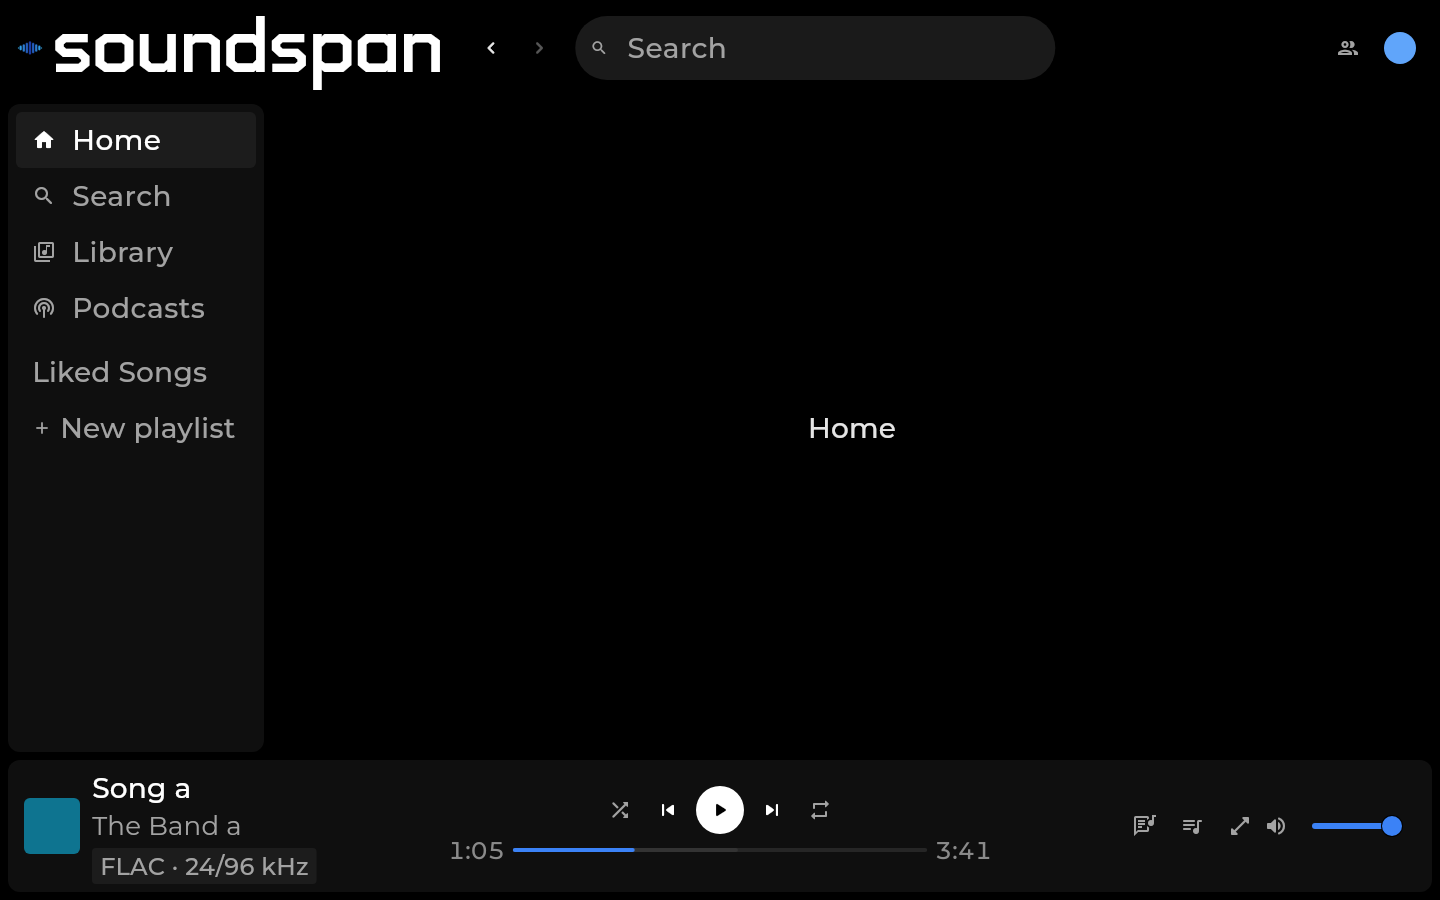 soundspan
Search
Home
Search
Library
Podcasts
Liked Songs
+ New playlist
Home
Song a
The Band a
FLAC · 24/96 kHz
1:05
3:41